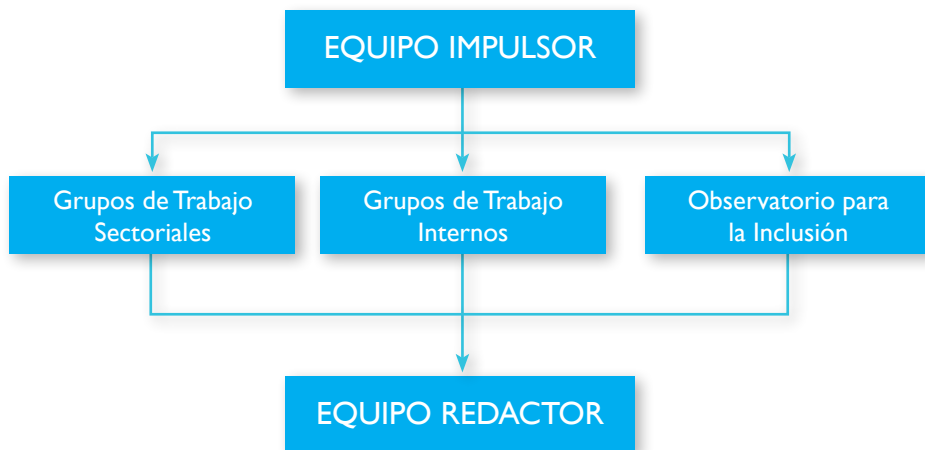 EQUIPO IMPULSOR
Grupos de Trabajo
Sectoriales
Grupos de Trabajo
Internos
Observatorio para
la Inclusión
EQUIPO REDACTOR